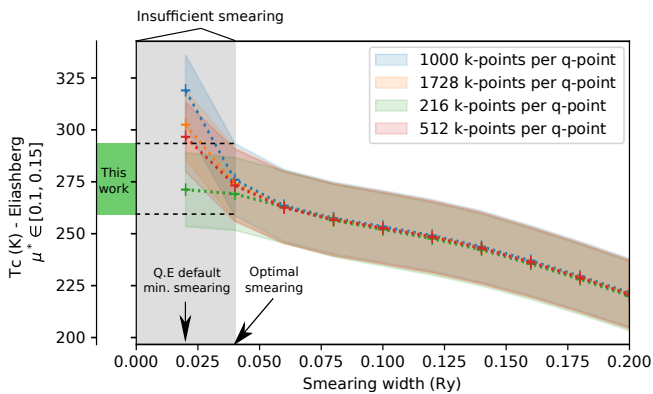 Insufficient smearing
1000 k-points per q-point
1728 k-points per q-point
216 k-points per q-point
512 k-points per q-point
Tc (K) - Eliashberg
μ* ∈ [0.1, 0.15]
325
300
275
250
225
200
This
work
Q.E default
min. smearing
Optimal
smearing
0.000 0.025 0.050 0.075 0.100 0.125 0.150 0.175 0.200
Smearing width (Ry)